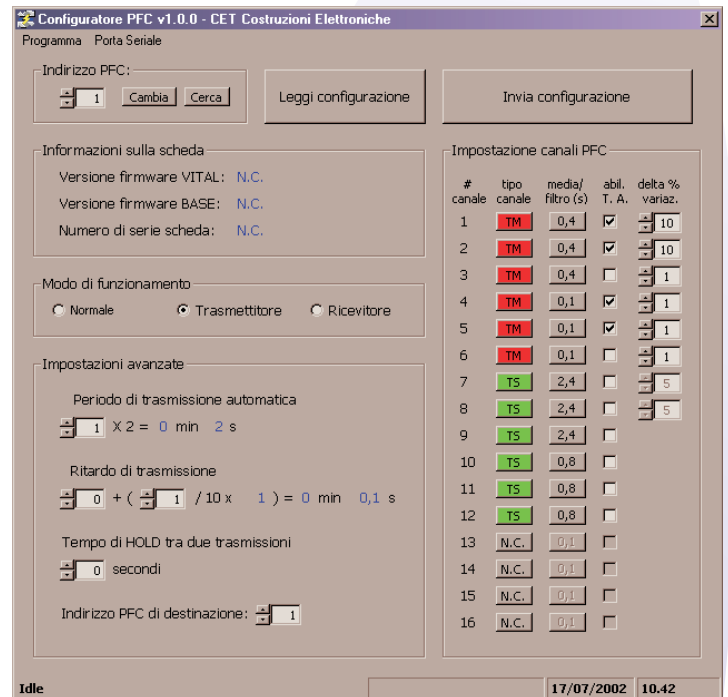 Configuratore PFC v1.0.0 - CET Costruzioni Elettroniche
Programma Porta Seriale
Indirizzo PFC:
1 Cambia Cerca
Leggi configurazione
Invia configurazione
Informazioni sulla scheda
Versione firmware VITAL: N.C.
Versione firmware BASE: N.C.
Numero di serie scheda: N.C.
Modo di funzionamento
Normale Trasmettitore Ricevitore
Impostazioni avanzate
Periodo di trasmissione automatica
1 X 2 = 0 min 2 s
Ritardo di trasmissione
0 + ( 1 / 10 x 1 ) = 0 min 0,1 s
Tempo di HOLD tra due trasmissioni
0 secondi
Indirizzo PFC di destinazione: 1
Impostazione canali PFC
# tipo media/ abil. delta %
canale canale filtro (s) T. A. variaz.
1 TM 0,4 10
2 TM 0,4 10
3 TM 0,4 1
4 TM 0,1 1
5 TM 0,1 1
6 TM 0,1 1
7 TS 2,4 5
8 TS 2,4 5
9 TS 2,4
10 TS 0,8
11 TS 0,8
12 TS 0,8
13 N.C. 0,1
14 N.C. 0,1
15 N.C. 0,1
16 N.C. 0,1
Idle 17/07/2002 10.42